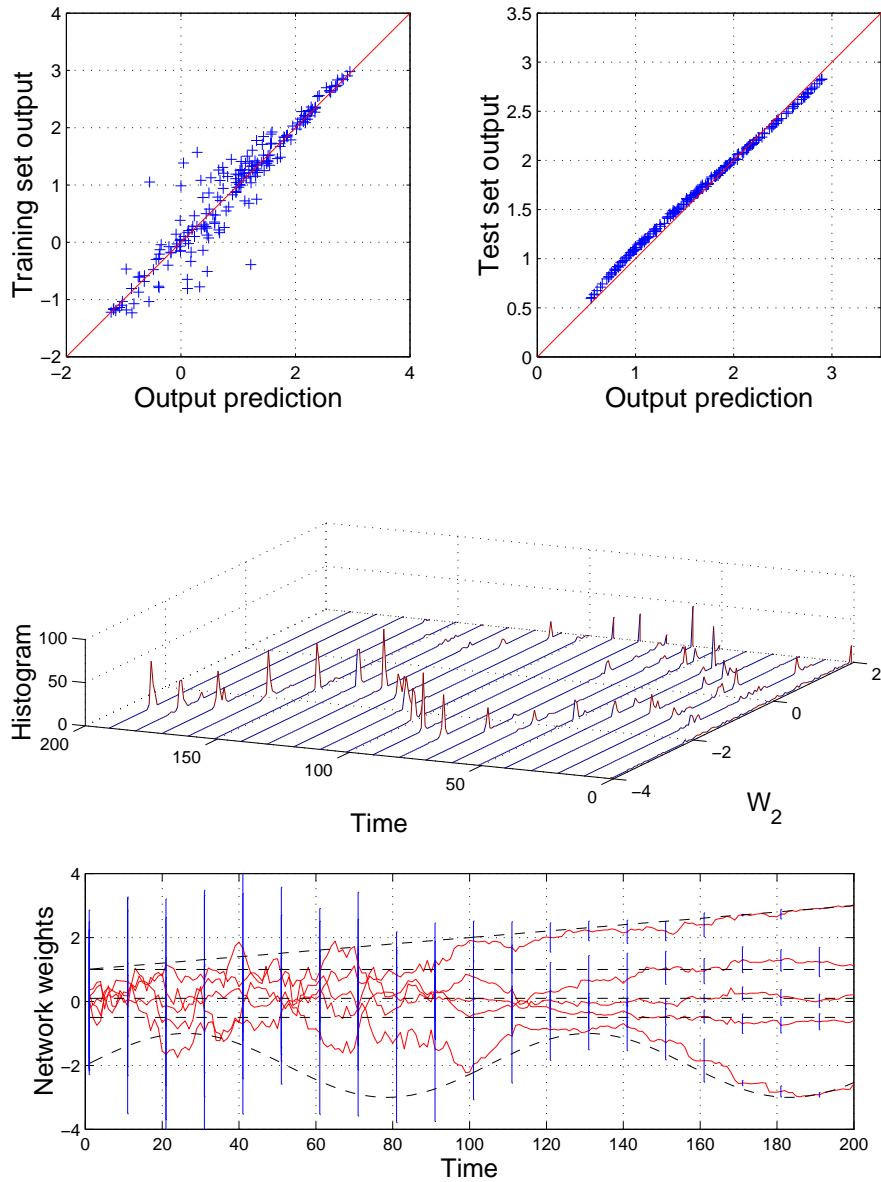 4
3
2
1
0
−1
−2
−2 0 2 4
Training set output
Output prediction
3.5
3
2.5
2
1.5
1
0.5
0
0 1 2 3
Test set output
Output prediction
100
50
0
Histogram
200 150 100 50 0
Time
2
0
−2
−4
W2
4
2
0
−2
−4
0 20 40 60 80 100 120 140 160 180 200
Network weights
Time